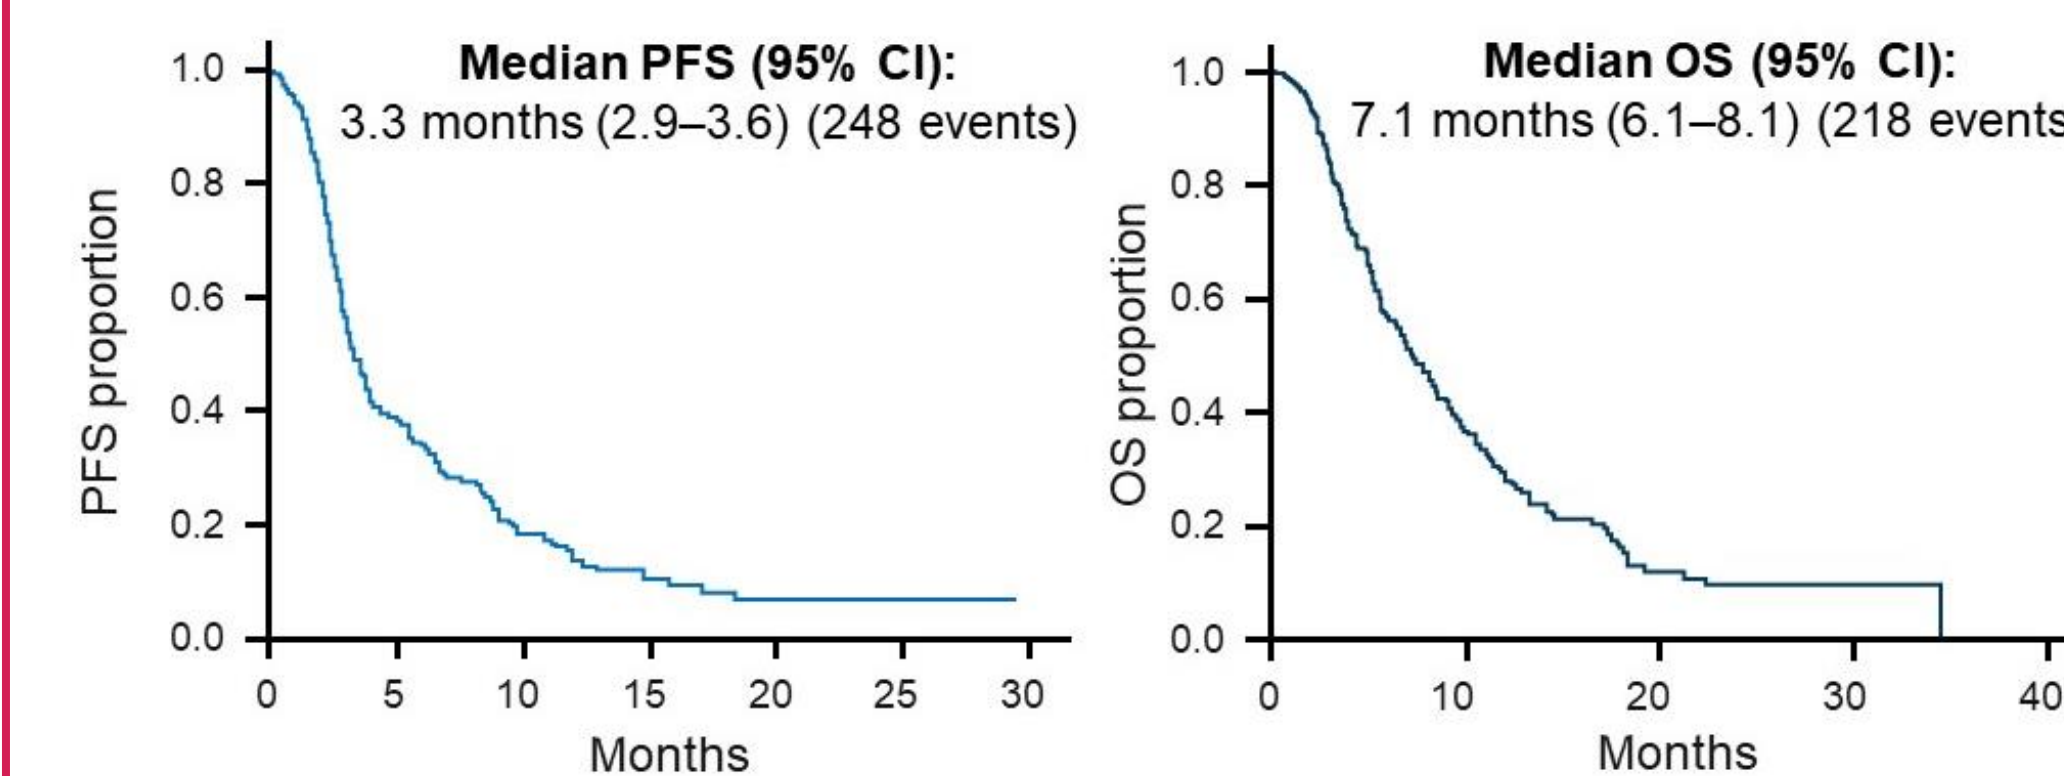 Median PFS (95% CI):
3.3 months (2.9–3.6) (248 events)
PFS proportion
1.0
0.8
0.6
0.4
0.2
0.0
0 5 10 15 20 25 30
Months
Median OS (95% CI):
7.1 months (6.1–8.1) (218 events
OS proportion
1.0
0.8
0.6
0.4
0.2
0.0
0 10 20 30 40
Months